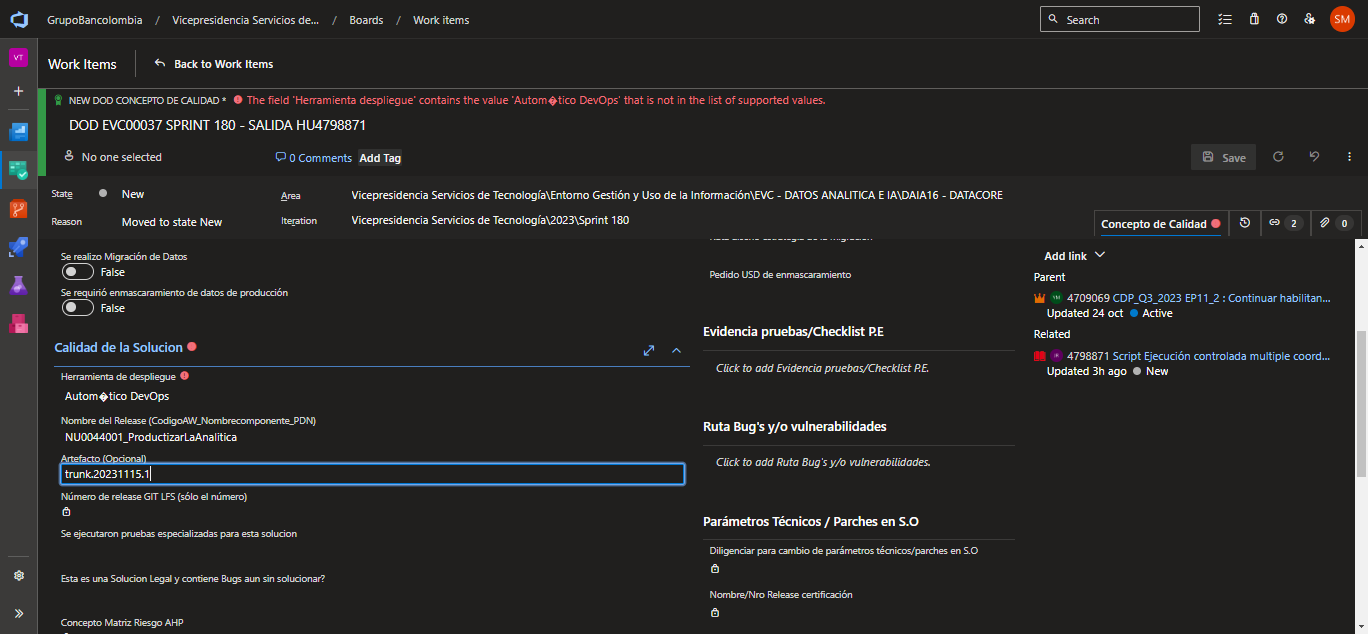 GrupoBancolombia / Vicepresidencia Servicios de... / Boards / Work items
Search
SM
VT
Work Items
Back to Work Items
NEW DOD CONCEPTO DE CALIDAD * The field 'Herramienta despliegue' contains the value 'Autom�tico DevOps' that is not in the list of supported values.
DOD EVC00037 SPRINT 180 - SALIDA HU4798871
No one selected
0 Comments
Add Tag
Save
State
New
Area
Vicepresidencia Servicios de Tecnología\Entorno Gestión y Uso de la Información\EVC - DATOS ANALITICA E IA\DAIA16 - DATACORE
Reason
Moved to state New
Iteration
Vicepresidencia Servicios de Tecnología\2023\Sprint 180
Concepto de Calidad
2
0
Se realizo Migración de Datos
False
Se requirió enmascaramiento de datos de producción
False
Calidad de la Solucion
Herramienta de despliegue
Autom�tico DevOps
Nombre del Release (CodigoAW_Nombrecomponente_PDN)
NU0044001_ProductizarLaAnalitica
Artefacto (Opcional)
trunk.20231115.1
Número de release GIT LFS (sólo el número)
Se ejecutaron pruebas especializadas para esta solucion
Esta es una Solucion Legal y contiene Bugs aun sin solucionar?
Concepto Matriz Riesgo AHP
Ruta diseño estrategia de la migración
Pedido USD de enmascaramiento
Evidencia pruebas/Checklist P.E
Click to add Evidencia pruebas/Checklist P.E.
Ruta Bug's y/o vulnerabilidades
Click to add Ruta Bug's y/o vulnerabilidades.
Parámetros Técnicos / Parches en S.O
Diligenciar para cambio de parámetros técnicos/parches en S.O
Nombre/Nro Release certificación
Add link
Parent
4709069 CDP_Q3_2023 EP11_2 : Continuar habilitan...
Updated 24 oct Active
Related
4798871 Script Ejecución controlada multiple coord...
Updated 3h ago New